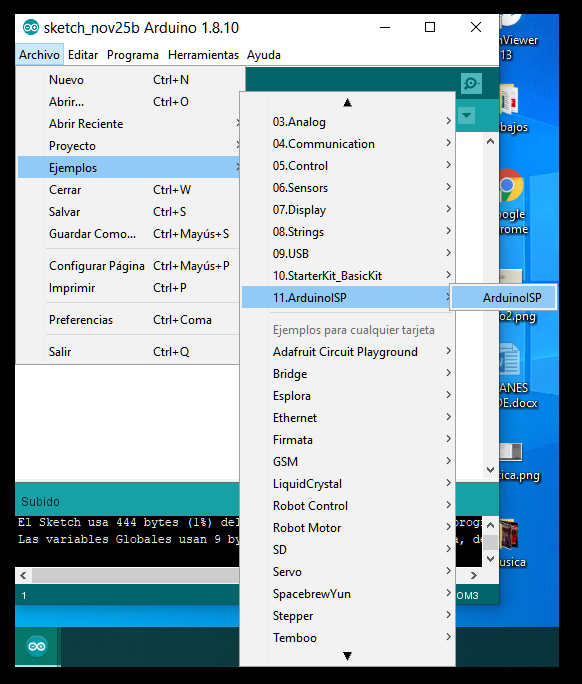 sketch_nov25b Arduino 1.8.10
Archivo Editar Programa Herramientas Ayuda
Nuevo Ctrl+N
Abrir... Ctrl+O
Abrir Reciente
Proyecto
Ejemplos
Cerrar Ctrl+W
Salvar Ctrl+S
Guardar Como... Ctrl+Mayús+S
Configurar Página Ctrl+Mayús+P
Imprimir Ctrl+P
Preferencias Ctrl+Coma
Salir Ctrl+Q
03.Analog
04.Communication
05.Control
06.Sensors
07.Display
08.Strings
09.USB
10.StarterKit_BasicKit
11.ArduinoISP
Ejemplos para cualquier tarjeta
Adafruit Circuit Playground
Bridge
Esplora
Ethernet
Firmata
GSM
LiquidCrystal
Robot Control
Robot Motor
SD
Servo
SpacebrewYun
Stepper
Temboo
ArduinoISP
Subido
El Sketch usa 444 bytes (1%) del progr
Las variables Globales usan 9 by a, de
1 OM3
nViewer
13
bajos
oogle
rome
o2.png
ANES
DE.docx
tica.png
usica